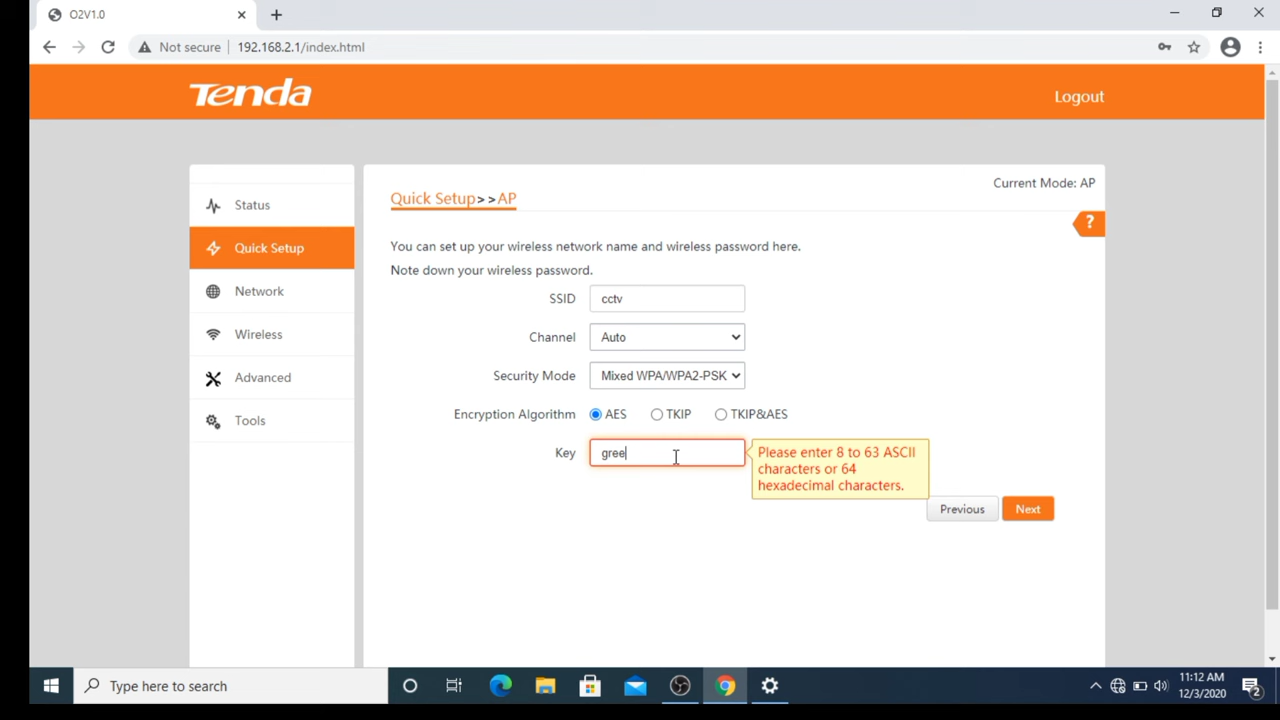 O2V1.0
Not secure
192.168.2.1/index.html
Tenda
Logout
Status
Quick Setup
Network
Wireless
Advanced
Tools
Current Mode: AP
Quick Setup>>AP
?
You can set up your wireless network name and wireless password here.
Note down your wireless password.
SSID cctv
Channel Auto
Security Mode Mixed WPA/WPA2-PSK
Encryption Algorithm AES TKIP TKIP&AES
Key gree
Please enter 8 to 63 ASCII
characters or 64
hexadecimal characters.
Previous Next
Type here to search
11:12 AM
12/3/2020
2